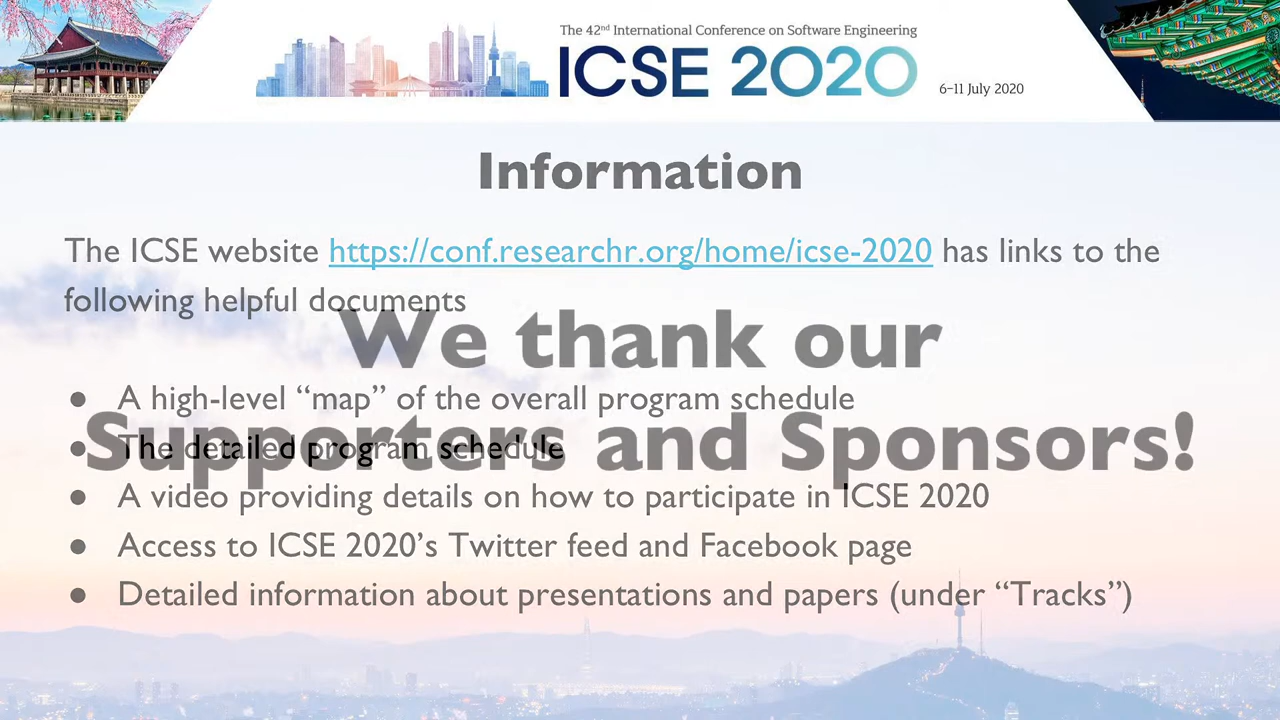 The 42nd International Conference on Software Engineering
ICSE 2020
6-11 July 2020
Information
The ICSE website https://conf.researchr.org/home/icse-2020 has links to the
following helpful documents
We thank our
● A high-level “map” of the overall program schedule
Supporters and Sponsors!
● The detailed program schedule
● A video providing details on how to participate in ICSE 2020
● Access to ICSE 2020’s Twitter feed and Facebook page
● Detailed information about presentations and papers (under “Tracks”)